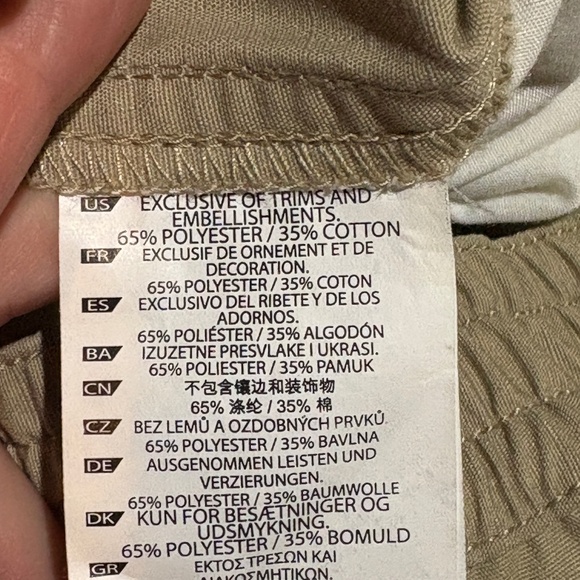 US EXCLUSIVE OF TRIMS AND
EMBELLISHMENTS.
65% POLYESTER / 35% COTTON
FR EXCLUSIF DE ORNEMENT ET DE
DECORATION.
65% POLYESTER / 35% COTON
ES EXCLUSIVO DEL RIBETE Y DE LOS
ADORNOS.
65% POLIÉSTER / 35% ALGODÓN
BA IZUZETNE PRESVLAKE I UKRASI.
65% POLIESTER / 35% PAMUK
CN 不包含镶边和装饰物
65% 涤纶 / 35% 棉
CZ BEZ LEMŮ A OZDOBNÝCH PRVKŮ
65% POLYESTER / 35% BAVLNA
DE AUSGENOMMEN LEISTEN UND
VERZIERUNGEN.
65% POLYESTER / 35% BAUMWOLLE
DK KUN FOR BESÆTNINGER OG
UDSMYKNING.
65% POLYESTER / 35% BOMULD
GR ΕΚΤΟΣ ΤΡΕΣΩΝ ΚΑΙ
ΔΙΑΚΟΣΜΗΤΙΚΩΝ.